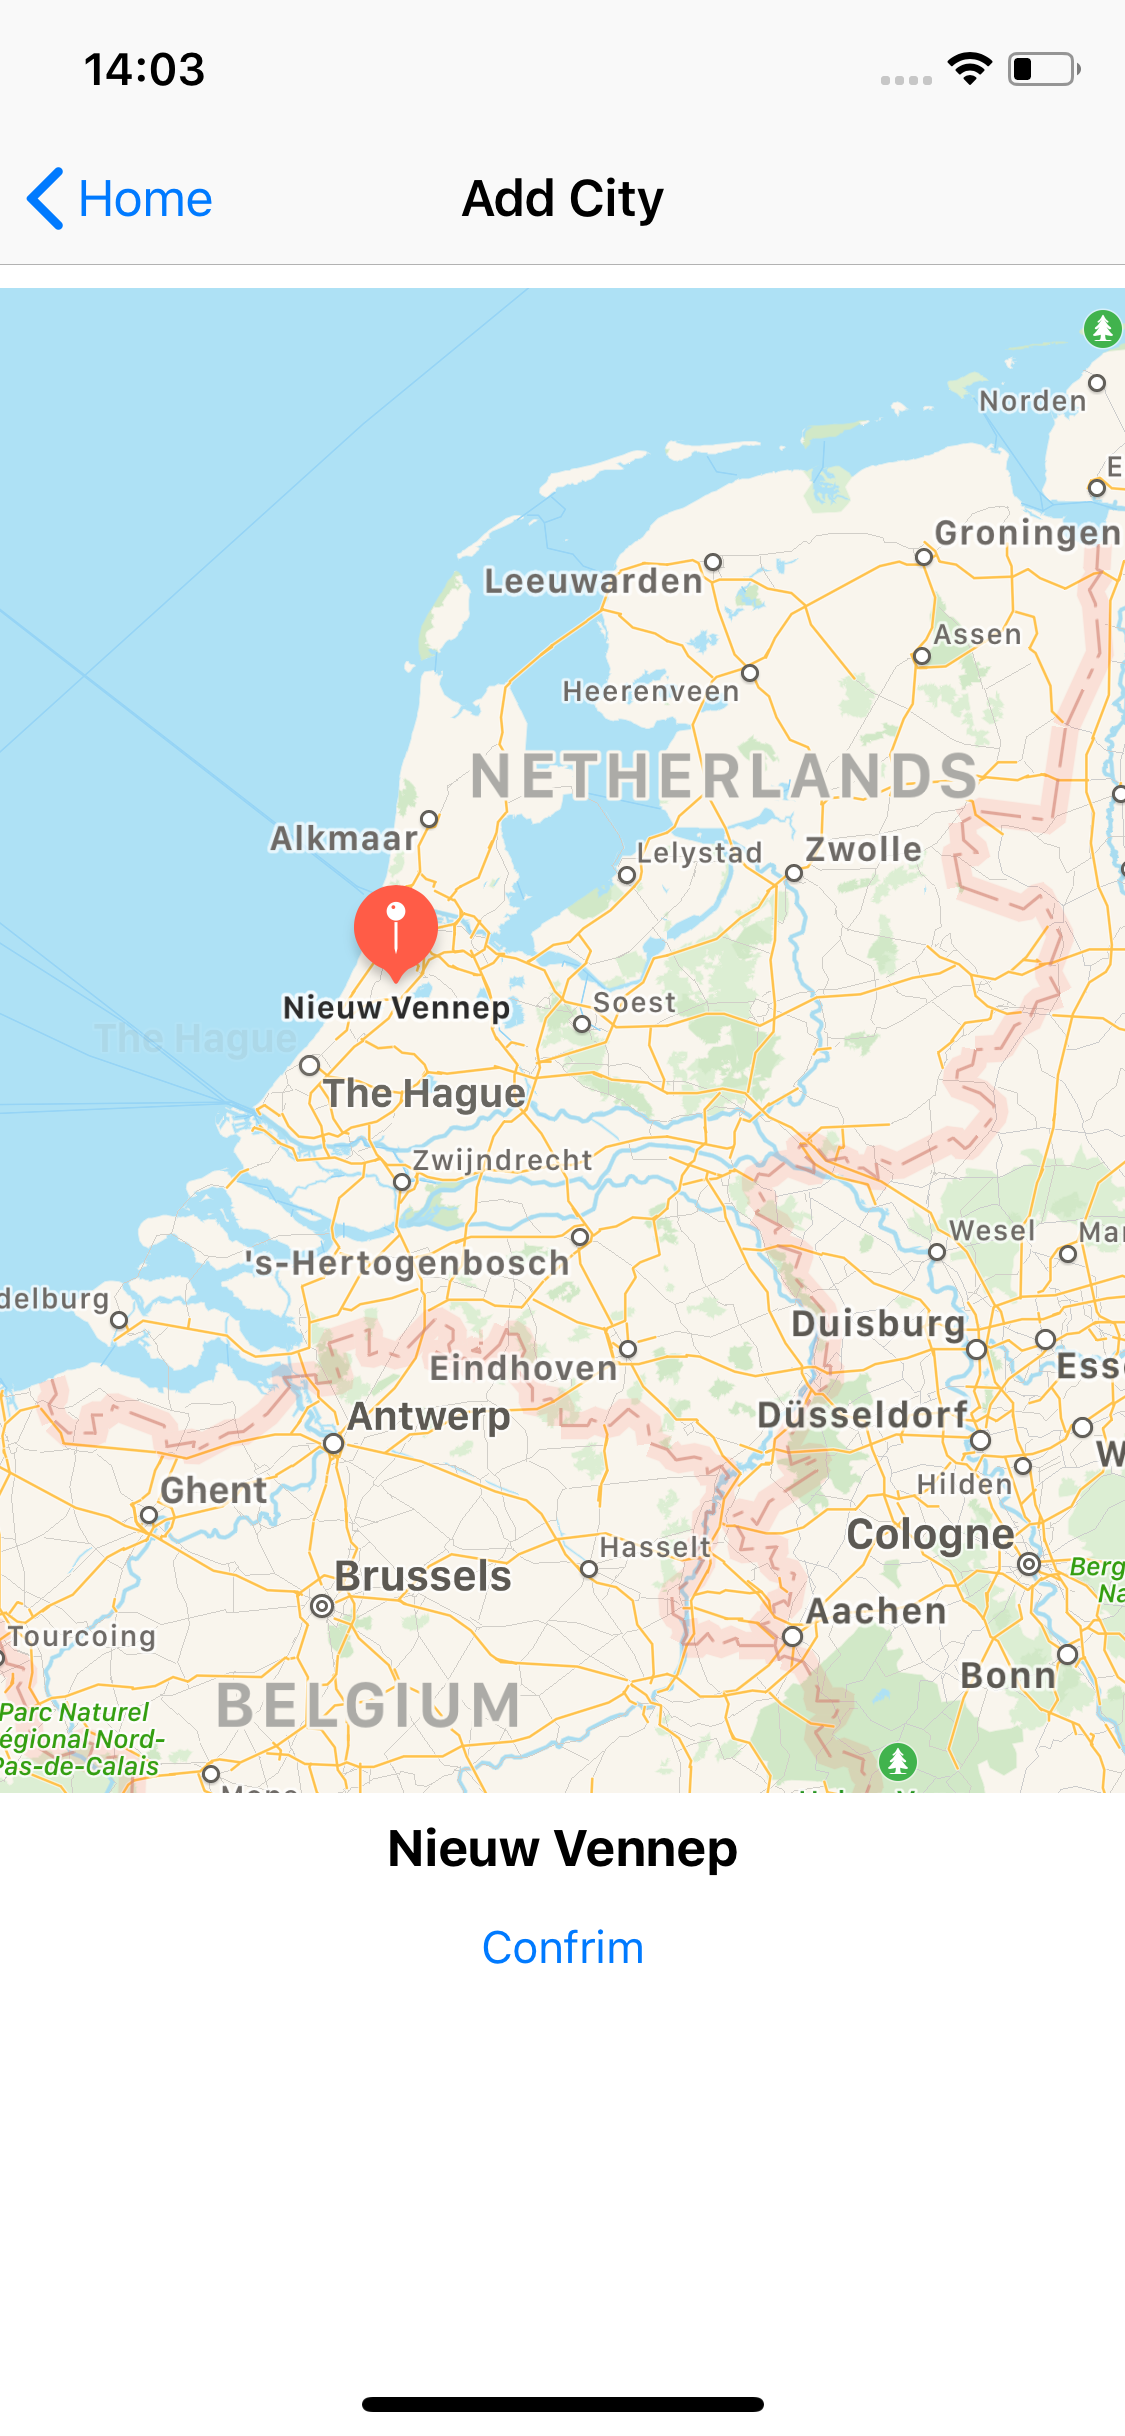 14:03
Home
Add City
Norden
E
Groningen
Leeuwarden
Assen
Heerenveen
NETHERLANDS
Alkmaar
Lelystad
Zwolle
Nieuw Vennep
Soest
The Hague
The Hague
Zwijndrecht
Wesel
Mar
's-Hertogenbosch
delburg
Duisburg
Esse
Eindhoven
Antwerp
Düsseldorf
W
Ghent
Hilden
Cologne
Hasselt
Brussels
Berg
Na
Aachen
Tourcoing
Bonn
BELGIUM
Parc Naturel
égional Nord-
Pas-de-Calais
Nieuw Vennep
Confrim